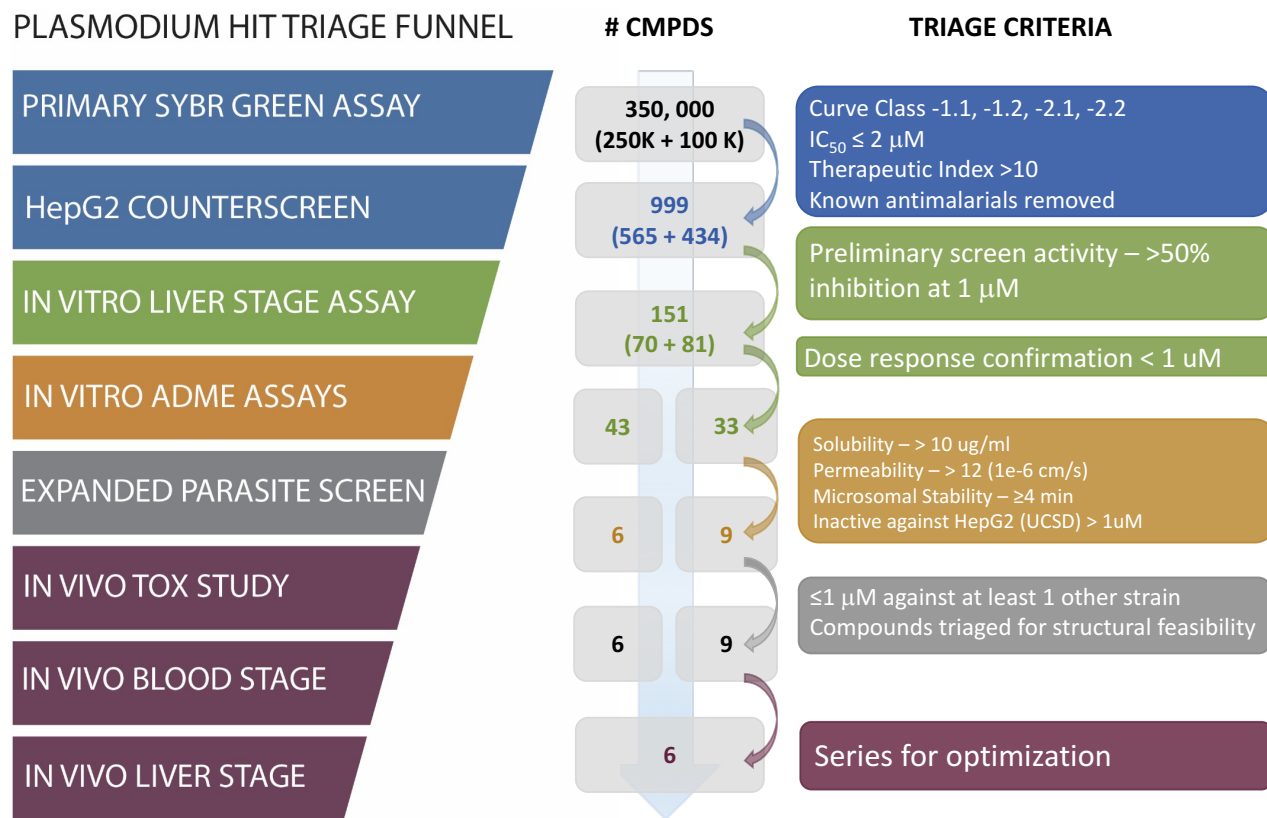 PLASMODIUM HIT TRIAGE FUNNEL
# CMPDS
TRIAGE CRITERIA
PRIMARY SYBR GREEN ASSAY
HepG2 COUNTERSCREEN
IN VITRO LIVER STAGE ASSAY
IN VITRO ADME ASSAYS
EXPANDED PARASITE SCREEN
IN VIVO TOX STUDY
IN VIVO BLOOD STAGE
IN VIVO LIVER STAGE
350, 000
(250K + 100 K)
999
(565 + 434)
151
(70 + 81)
43
33
6
9
6
9
6
Curve Class -1.1, -1.2, -2.1, -2.2
IC₅₀ ≤ 2 μM
Therapeutic Index >10
Known antimalarials removed
Preliminary screen activity – >50%
inhibition at 1 μM
Dose response confirmation < 1 uM
Solubility – > 10 ug/ml
Permeability – > 12 (1e-6 cm/s)
Microsomal Stability – ≥4 min
Inactive against HepG2 (UCSD) > 1uM
≤1 μM against at least 1 other strain
Compounds triaged for structural feasibility
Series for optimization